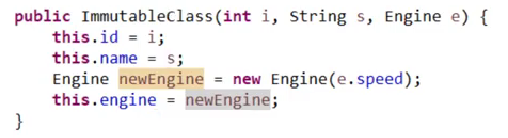 public ImmutableClass(int i, String s, Engine e) {
    this.id = i;
    this.name = s;
    Engine newEngine = new Engine(e.speed);
    this.engine = newEngine;
}